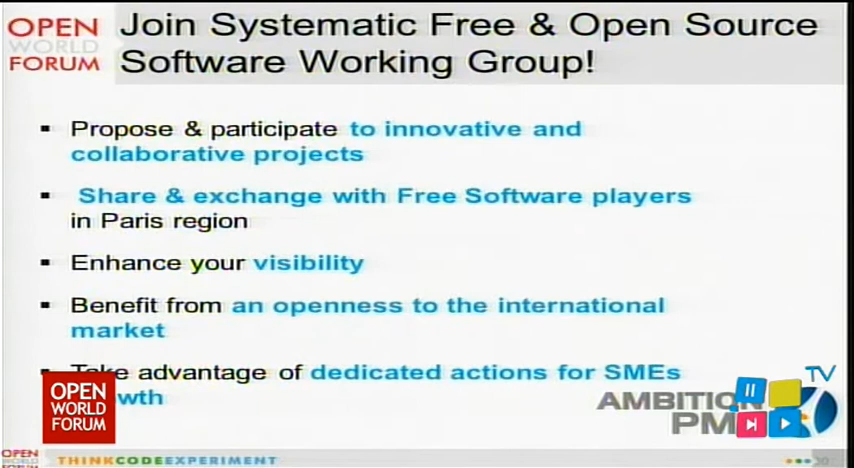 OPEN
WORLD
FORUM
Join Systematic Free & Open Source
Software Working Group!
▪ Propose & participate to innovative and
collaborative projects
▪ Share & exchange with Free Software players
in Paris region
▪ Enhance your visibility
▪ Benefit from an openness to the international
market
▪ Take advantage of dedicated actions for SMEs
TV
OPEN
WORLD
FORUM
AMBITION
PM
OPEN
FORUM
THINKCODEEXPERIMENT